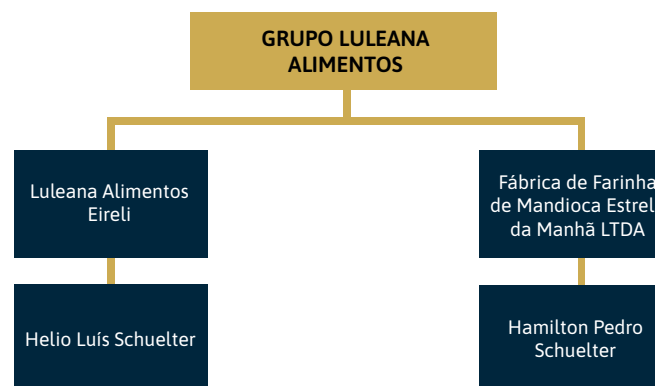 GRUPO LULEANA
ALIMENTOS
Luleana Alimentos
Eireli
Fábrica de Farinha
de Mandioca Estrel
da Manhã LTDA
Helio Luís Schuelter
Hamilton Pedro
Schuelter